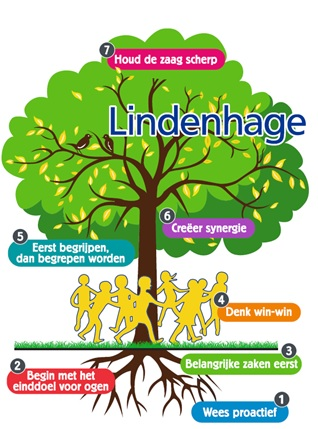 7
Houd de zaag scherp
Lindenhage
6
Creëer synergie
5
Eerst begrijpen,
dan begrepen worden
4
Denk win-win
3
Belangrijke zaken eerst
2
Begin met het
einddoel voor ogen
1
Wees proactief